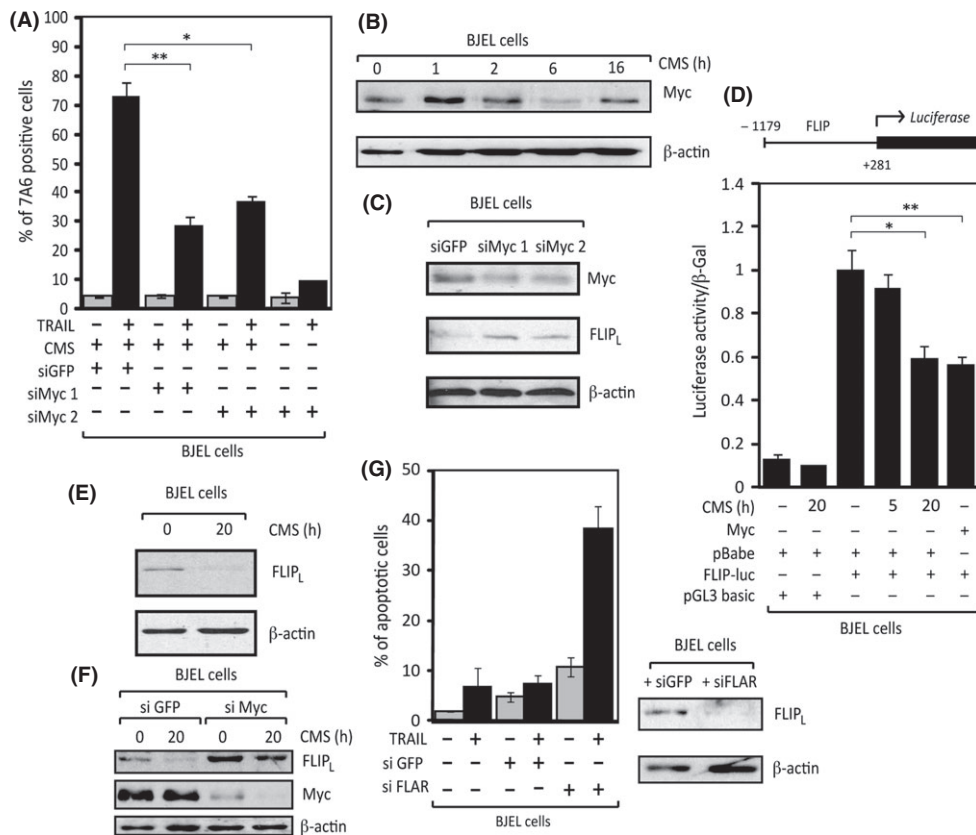 (A)
% of 7A6 positive cells
100
90
80
70
60
50
40
30
20
10
0
*
**
TRAIL − + − + − + − +
CMS + + + + + + − −
siGFP + + − − − − − −
siMyc 1 − − + + − − − −
siMyc 2 − − − − + + + +
BJEL cells
(B)
BJEL cells
0 1 2 6 16 CMS (h)
Myc
β-actin
(C)
BJEL cells
siGFP siMyc 1 siMyc 2
Myc
FLIPL
β-actin
(D)
− 1179 FLIP Luciferase
+281
Luciferase activity/β-Gal
1.4
1.2
1
0.8
0.6
0.4
0.2
0
**
*
CMS (h) − 20 − 5 20 −
Myc − − − − − +
pBabe + + + + + −
FLIP-luc − − + + + +
pGL3 basic + + − − − −
BJEL cells
(E)
BJEL cells
0 20 CMS (h)
FLIPL
β-actin
(F)
BJEL cells
si GFP si Myc
0 20 0 20 CMS (h)
FLIPL
Myc
β-actin
(G)
% of apoptotic cells
50
40
30
20
10
0
TRAIL − + − + − +
si GFP − − + + − −
si FLAR − − − − + +
BJEL cells
BJEL cells
+ siGFP + siFLAR
FLIPL
β-actin